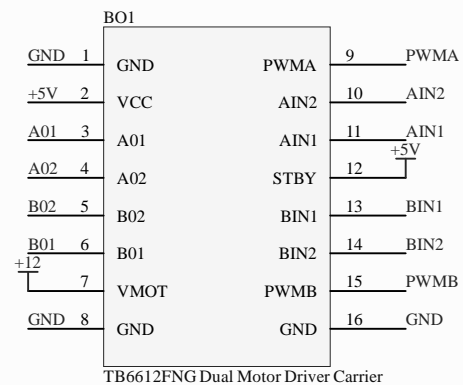 BO1
GND 1 GND PWMA 9 PWMA
+5V 2 VCC AIN2 10 AIN2
A01 3 A01 AIN1 11 AIN1
A02 4 A02 STBY 12 +5V
B02 5 B02 BIN1 13 BIN1
B01 6 B01 BIN2 14 BIN2
+12 7 VMOT PWMB 15 PWMB
GND 8 GND GND 16 GND
TB6612FNG Dual Motor Driver Carrier